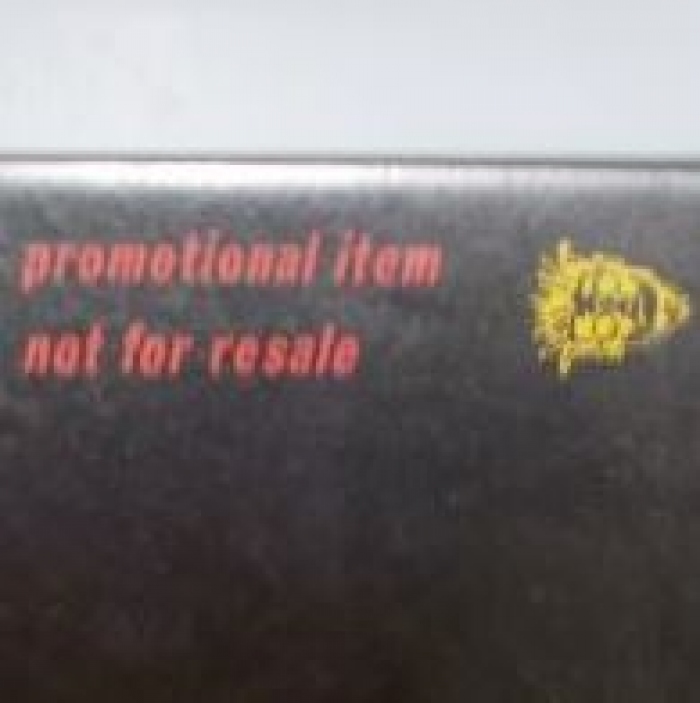 promotional item
not for resale